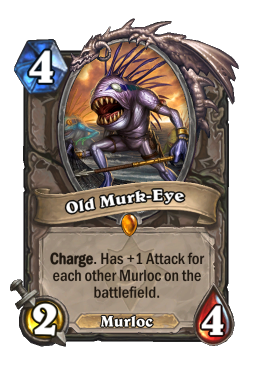 4
Old Murk-Eye
Charge. Has +1 Attack for
each other Murloc on the
battlefield.
2
Murloc
4